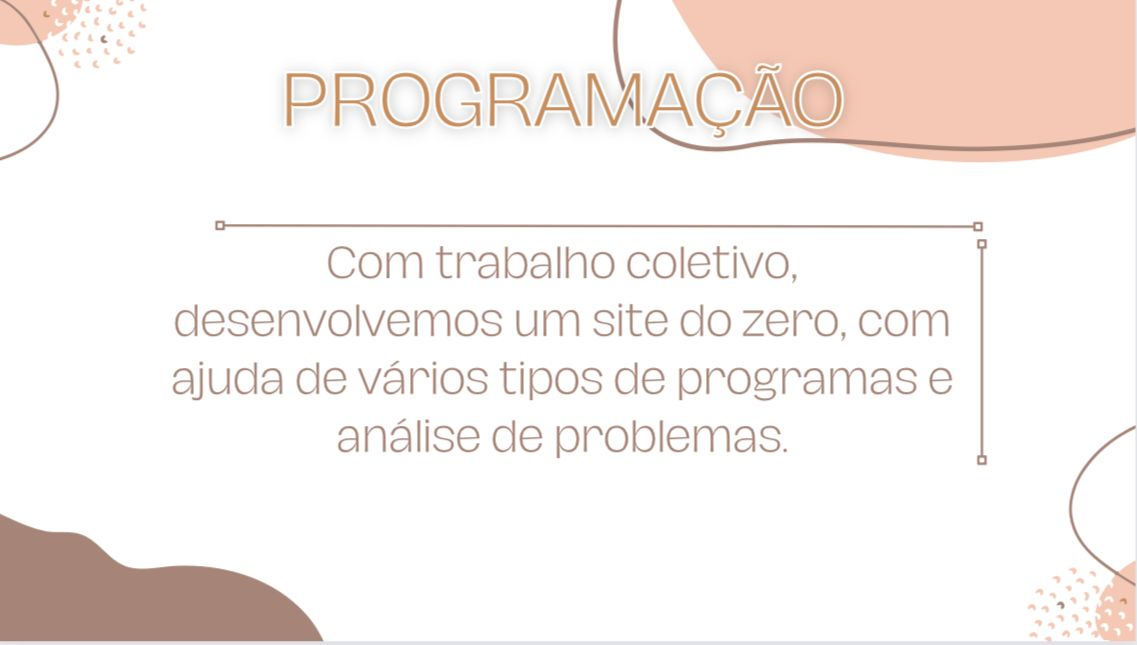 PROGRAMAÇÃO
Com trabalho coletivo,
desenvolvemos um site do zero, com
ajuda de vários tipos de programas e
análise de problemas.